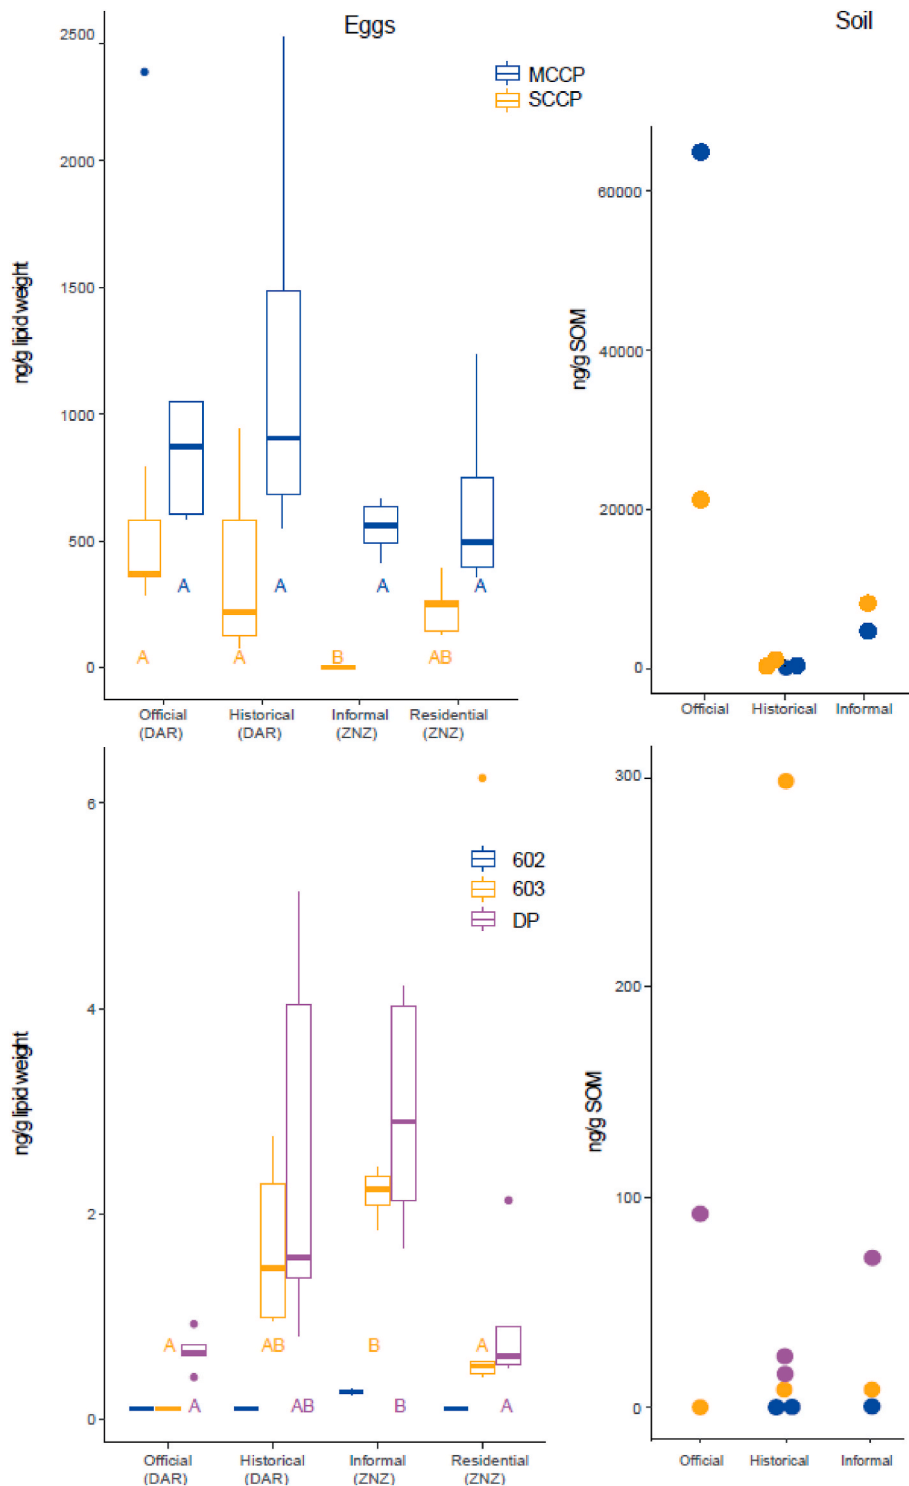 Eggs
Soil
MCCP
SCCP
2500
2000
1500
1000
500
0
ng/g lipid weight
A
A
A
A
B
A
AB
A
Official
(DAR)
Historical
(DAR)
Informal
(ZNZ)
Residential
(ZNZ)
60000
40000
20000
0
ng/g SOM
Official
Historical
Informal
602
603
DP
6
4
2
0
ng/g lipid weight
A
A
AB
AB
B
B
A
A
Official
(DAR)
Historical
(DAR)
Informal
(ZNZ)
Residential
(ZNZ)
300
200
100
0
ng/g SOM
Official
Historical
Informal